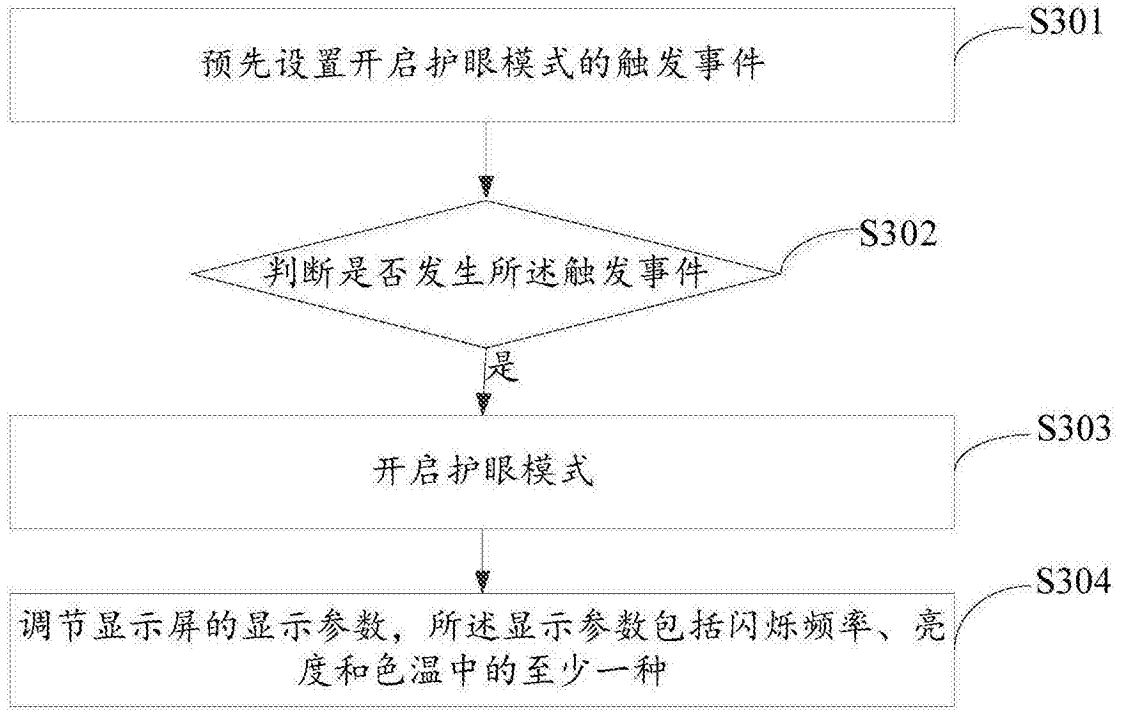 S301
预先设置开启护眼模式的触发事件
S302
判断是否发生所述触发事件
是
S303
开启护眼模式
S304
调节显示屏的显示参数，所述显示参数包括闪烁频率、亮
度和色温中的至少一种